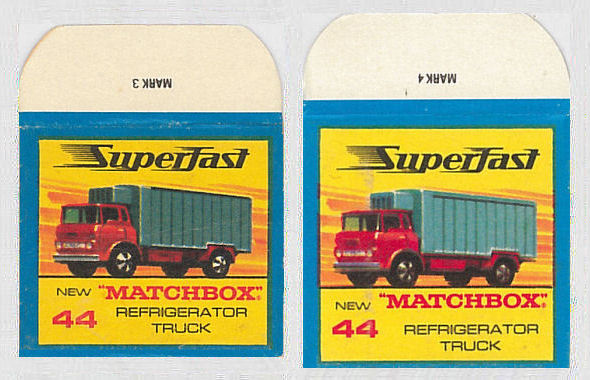 MARK 3
SuperFast
NEW "MATCHBOX"®
44 REFRIGERATOR
TRUCK
MARK 4
SuperFast
NEW "MATCHBOX"®
44 REFRIGERATOR
TRUCK